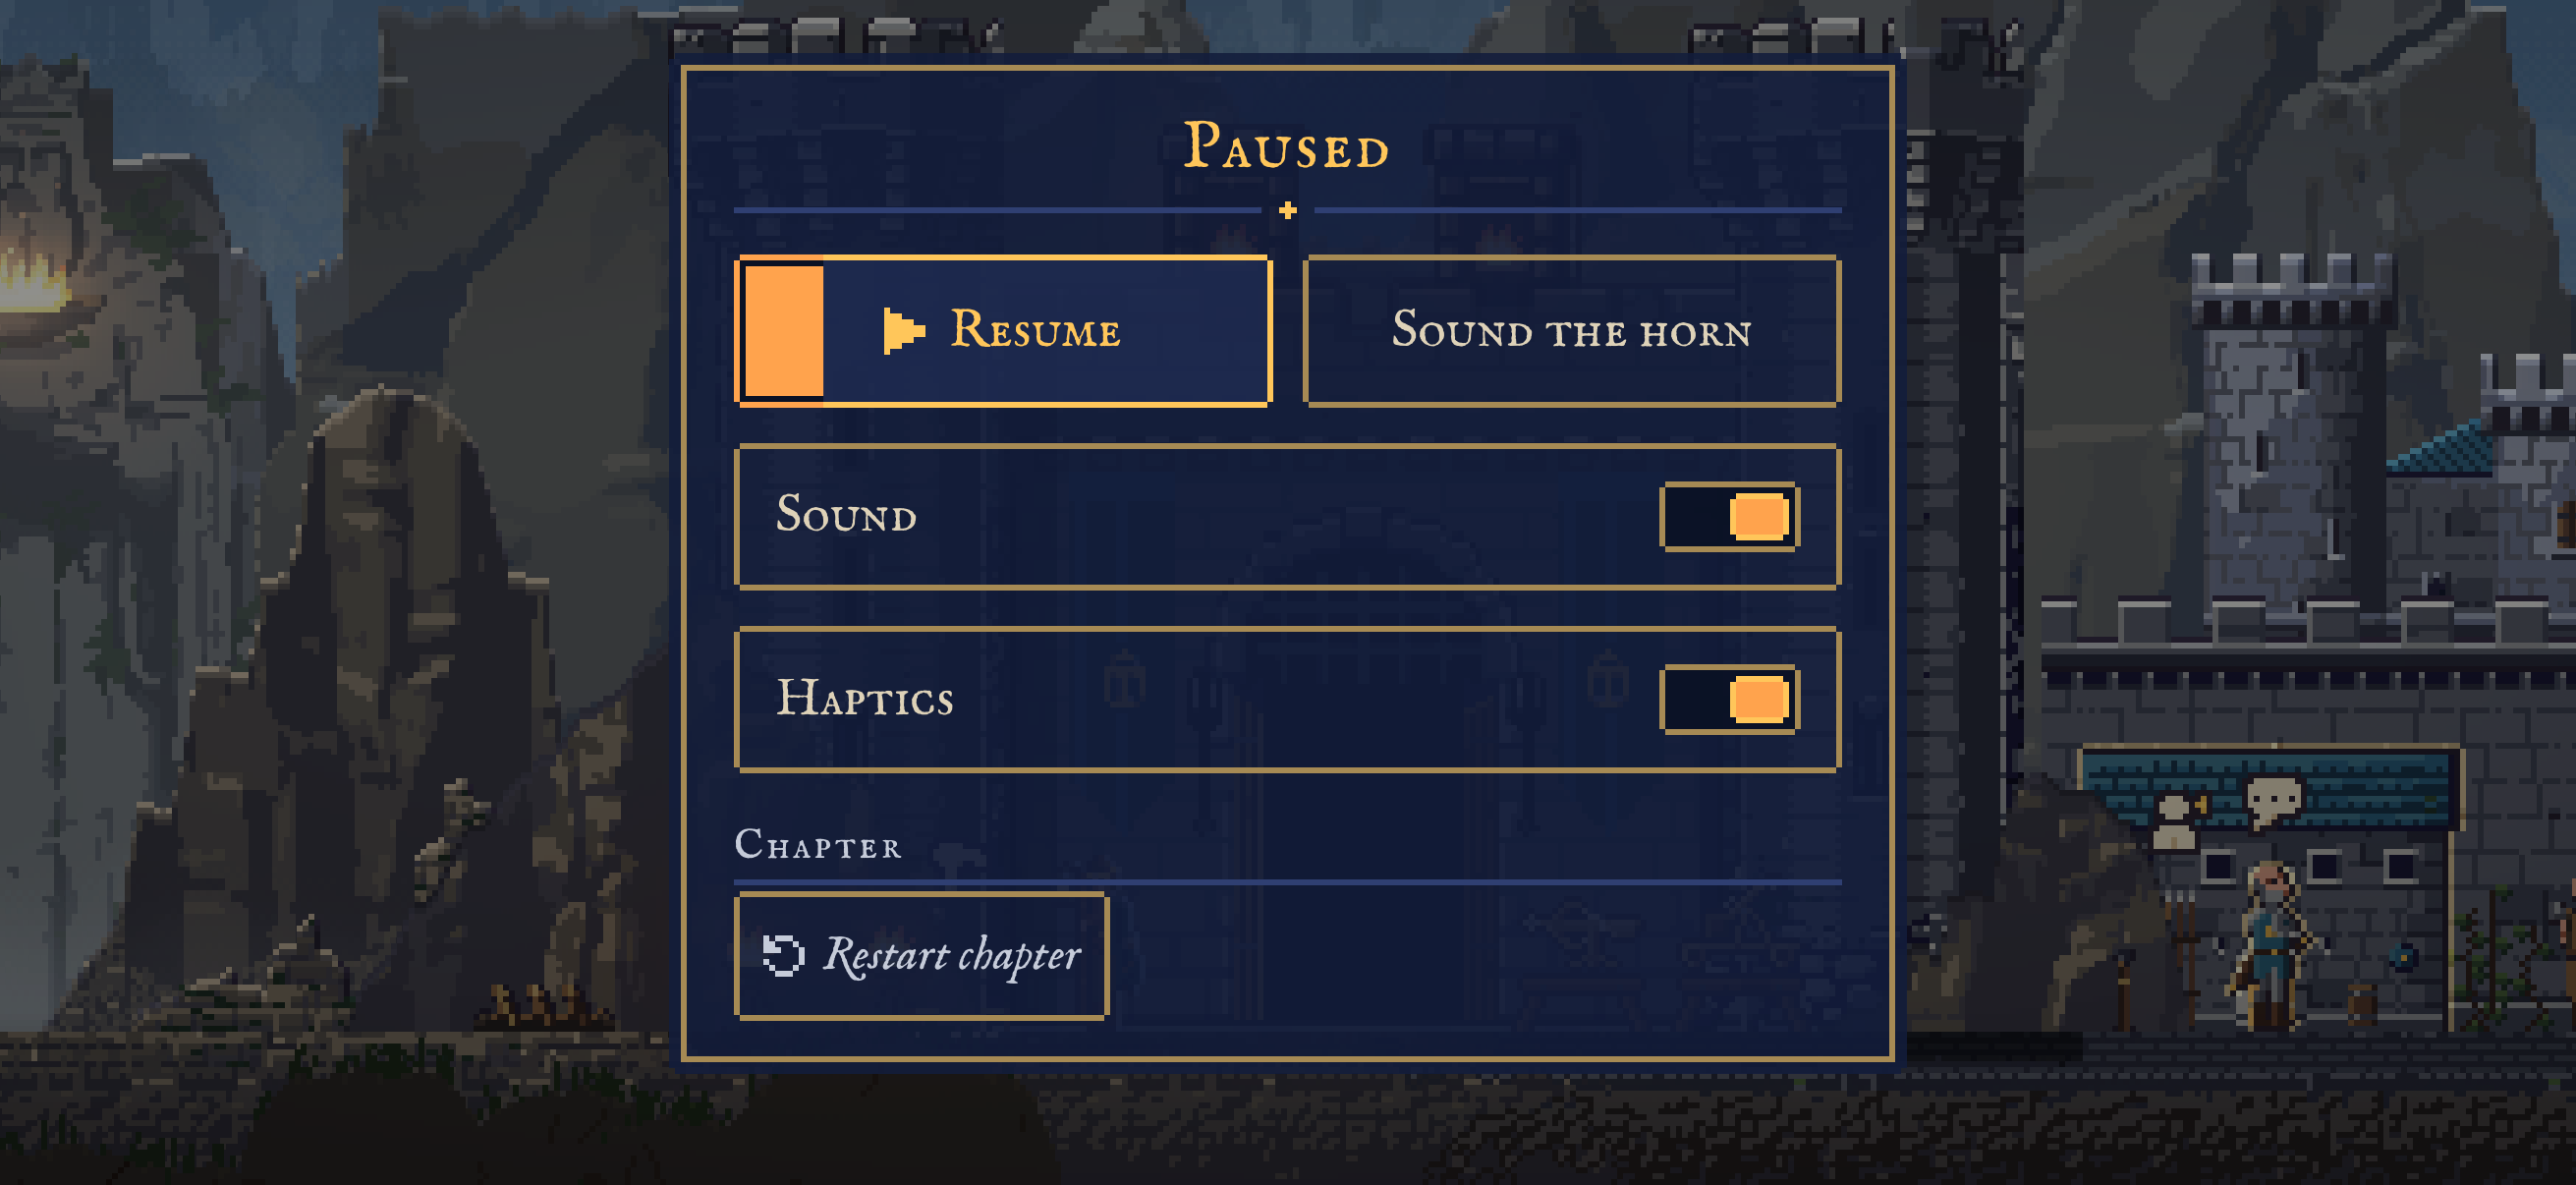 Paused
Resume
Sound the horn
Sound
Haptics
Chapter
Restart chapter